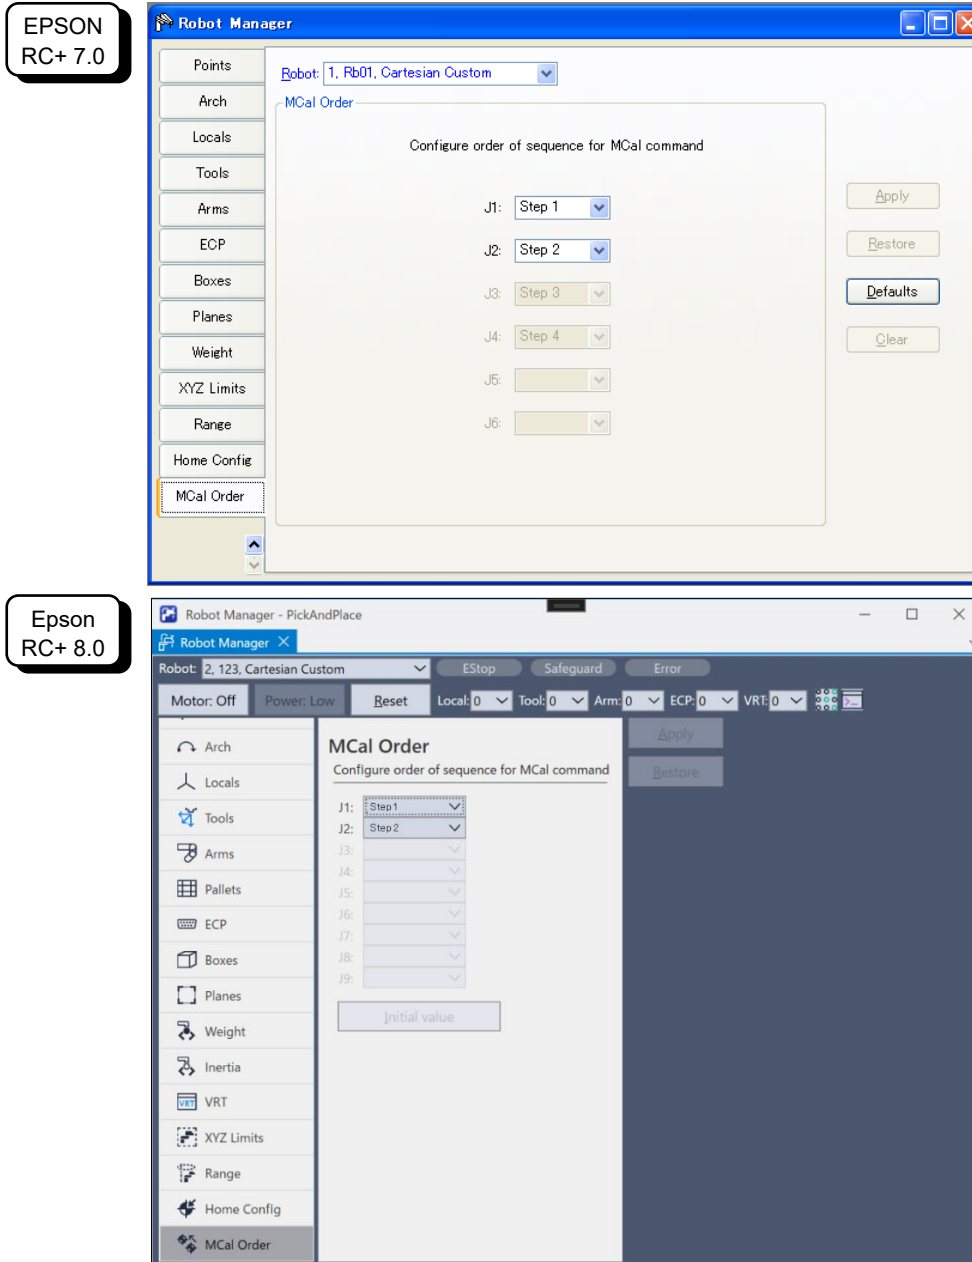 EPSON
RC+ 7.0
Robot Manager
Points
Arch
Locals
Tools
Arms
ECP
Boxes
Planes
Weight
XYZ Limits
Range
Home Config
MCal Order
Robot: 1, Rb01, Cartesian Custom
MCal Order
Configure order of sequence for MCal command
J1: Step 1
J2: Step 2
J3: Step 3
J4: Step 4
J5:
J6:
Apply
Restore
Defaults
Clear
Epson
RC+ 8.0
Robot Manager - PickAndPlace
Robot Manager
Robot: 2, 123, Cartesian Custom EStop Safeguard Error
Motor: Off Power: Low Reset Local: 0 Tool: 0 Arm: 0 ECP: 0 VRT: 0
Arch
Locals
Tools
Arms
Pallets
ECP
Boxes
Planes
Weight
Inertia
VRT VRT
XYZ Limits
Range
Home Config
MCal Order
MCal Order
Configure order of sequence for MCal command
J1: Step1
J2: Step2
J3:
J4:
J5:
J6:
J7:
J8:
J9:
Initial value
Apply
Restore